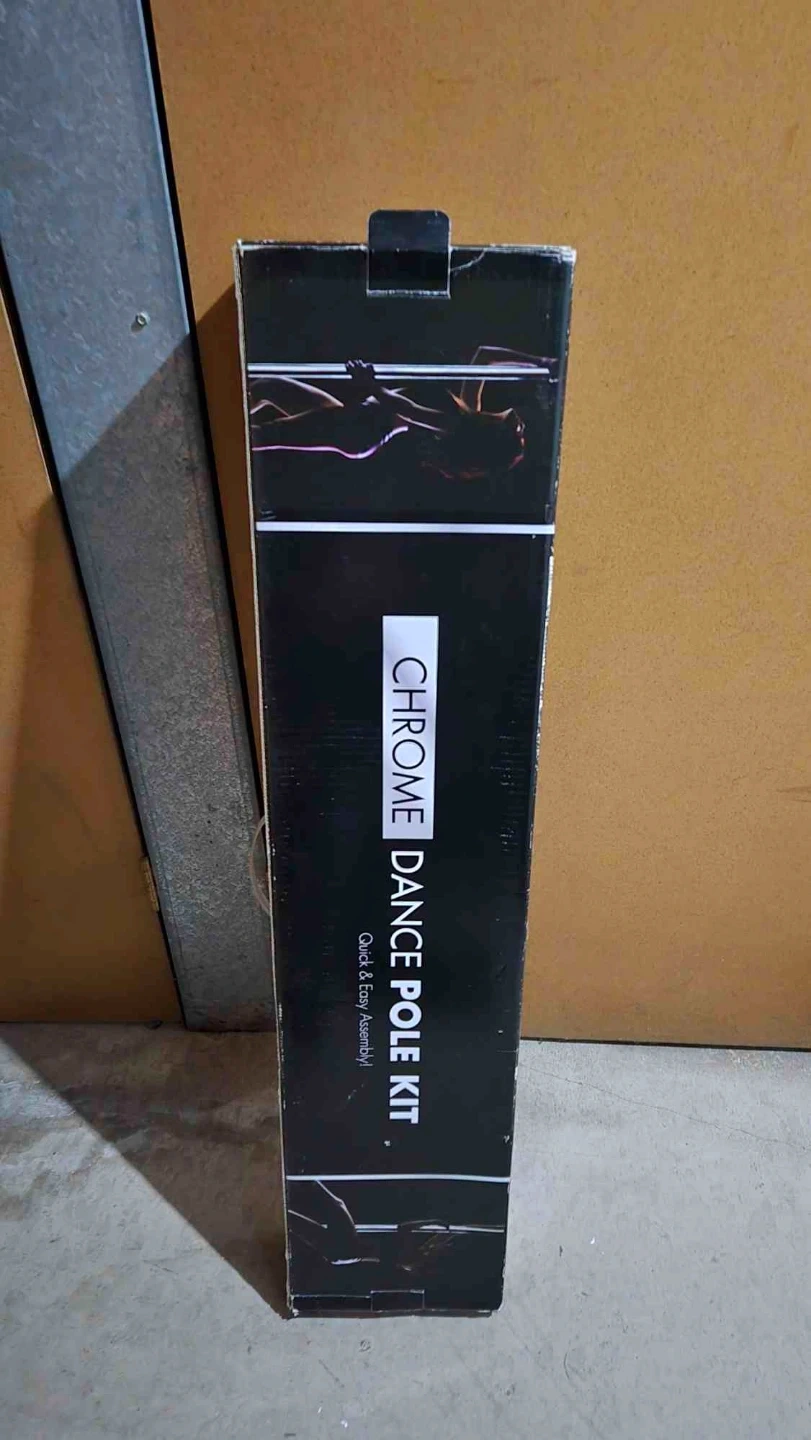 CHROME DANCE POLE KIT
Quick & Easy Assembly!